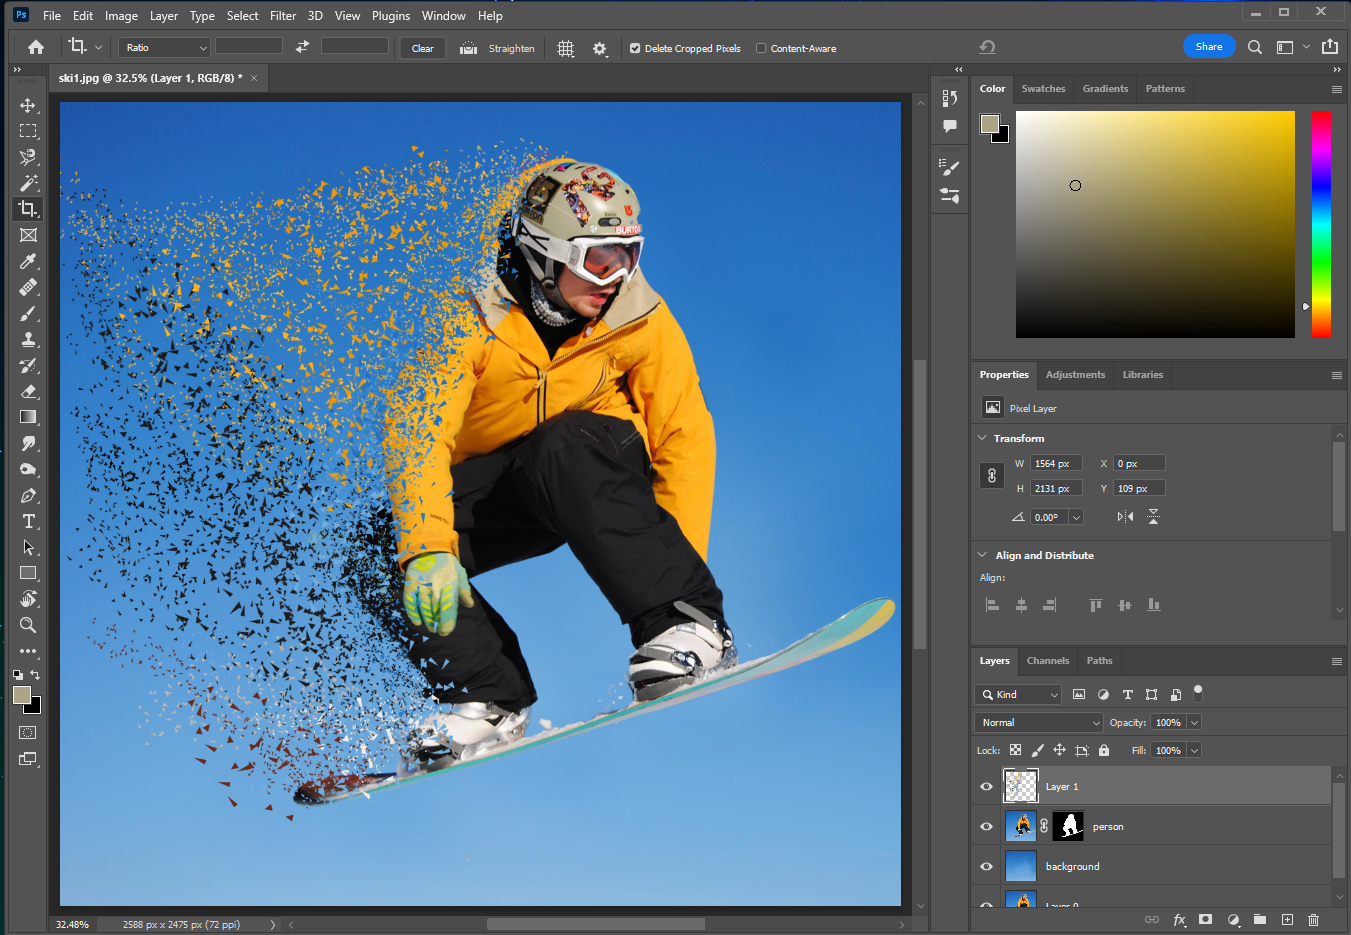 Ps File Edit Image Layer Type Select Filter 3D View Plugins Window Help
Ratio Clear Straighten Delete Cropped Pixels Content-Aware Share
ski1.jpg @ 32.5% (Layer 1, RGB/8) *
Color Swatches Gradients Patterns
BURTON
Properties Adjustments Libraries
Pixel Layer
Transform
W 1564 px X 0 px
H 2131 px Y 109 px
0.00°
Align and Distribute
Align:
Layers Channels Paths
Kind
Normal Opacity: 100%
Lock: Fill: 100%
Layer 1
person
background
Layer 0
32.48% 2588 px x 2475 px (72 ppi)